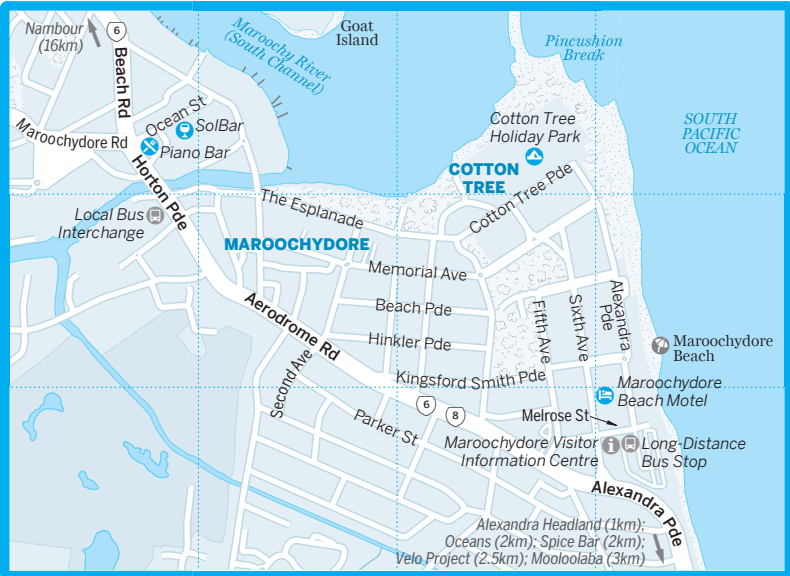 Nambour
(16km)
6
Beach Rd
Maroochy River
(South Channel)
Goat
Island
Pincushion
Break
SOUTH
PACIFIC
OCEAN
Ocean St
SolBar
Maroochydore Rd
Piano Bar
Cotton Tree
Holiday Park
COTTON
TREE
Horton Pde
The Esplanade
Cotton Tree Pde
Local Bus
Interchange
MAROOCHYDORE
Memorial Ave
Alexandra
Pde
Aerodrome Rd
Beach Pde
Fifth Ave
Sixth Ave
Hinkler Pde
Maroochydore
Beach
Second Ave
Kingsford Smith Pde
Maroochydore
Beach Motel
6
8
Melrose St
Parker St
Maroochydore Visitor
Information Centre
Long-Distance
Bus Stop
Alexandra Pde
Alexandra Headland (1km);
Oceans (2km); Spice Bar (2km);
Velo Project (2.5km); Mooloolaba (3km)